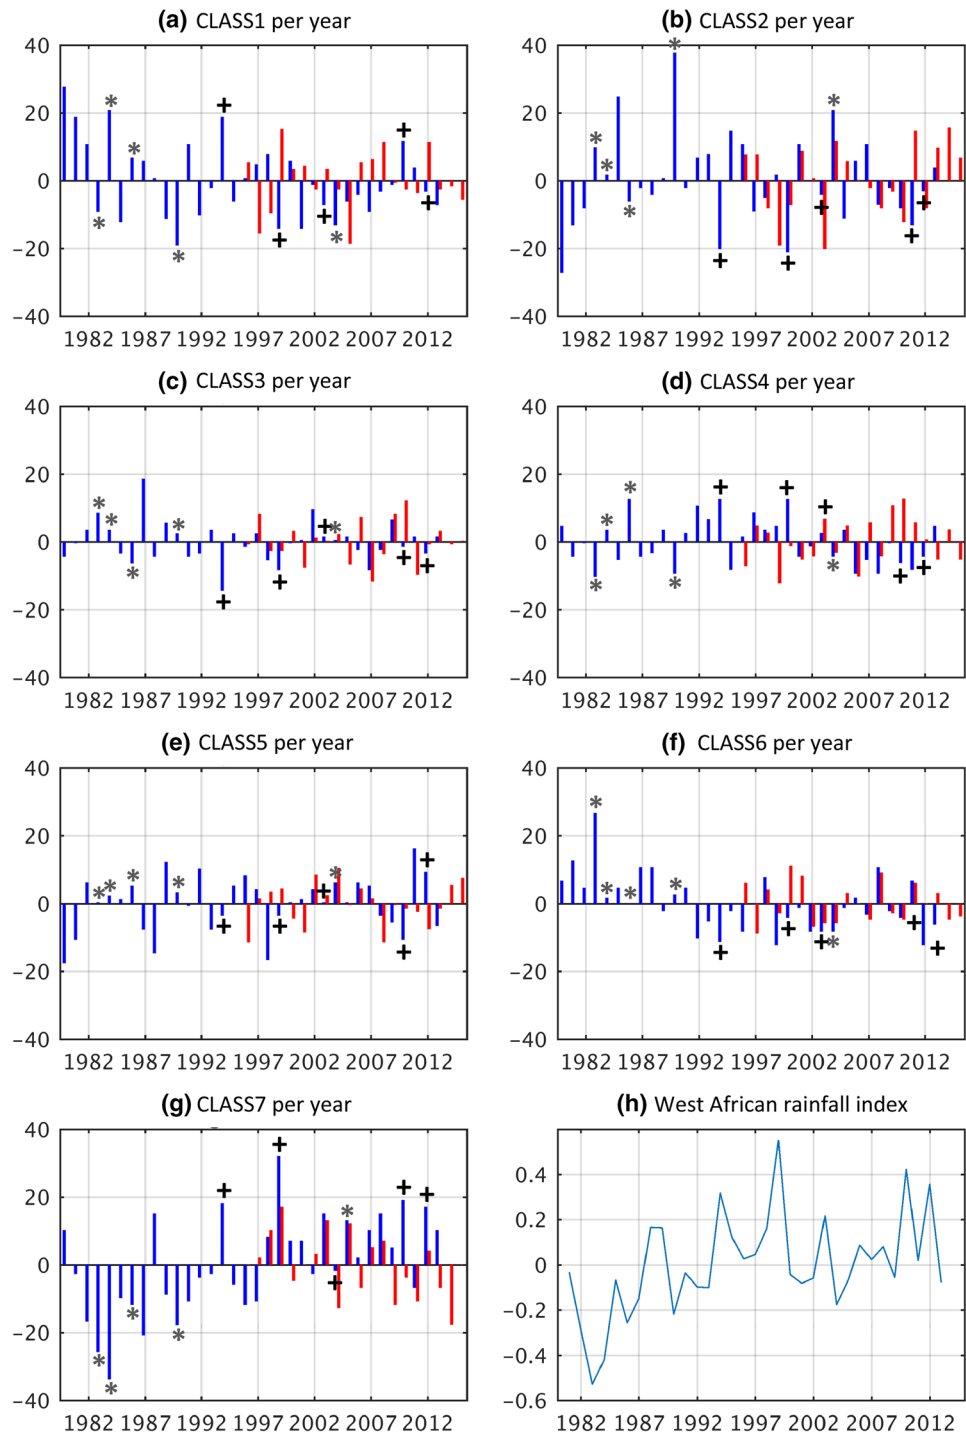 (a) CLASS1 per year
(b) CLASS2 per year
40
20
0
-20
-40
* * * * * * + + + + +
40
20
0
-20
-40
* * * * * + + + + +
1982 1987 1992 1997 2002 2007 2012
1982 1987 1992 1997 2002 2007 2012
(c) CLASS3 per year
(d) CLASS4 per year
40
20
0
-20
-40
40
20
0
-20
-40
1982 1987 1992 1997 2002 2007 2012
1982 1987 1992 1997 2002 2007 2012
(e) CLASS5 per year
(f) CLASS6 per year
40
20
0
-20
-40
40
20
0
-20
-40
1982 1987 1992 1997 2002 2007 2012
1982 1987 1992 1997 2002 2007 2012
(g) CLASS7 per year
(h) West African rainfall index
40
20
0
-20
-40
0.4
0.2
0
-0.2
-0.4
-0.6
1982 1987 1992 1997 2002 2007 2012
1982 1987 1992 1997 2002 2007 2012